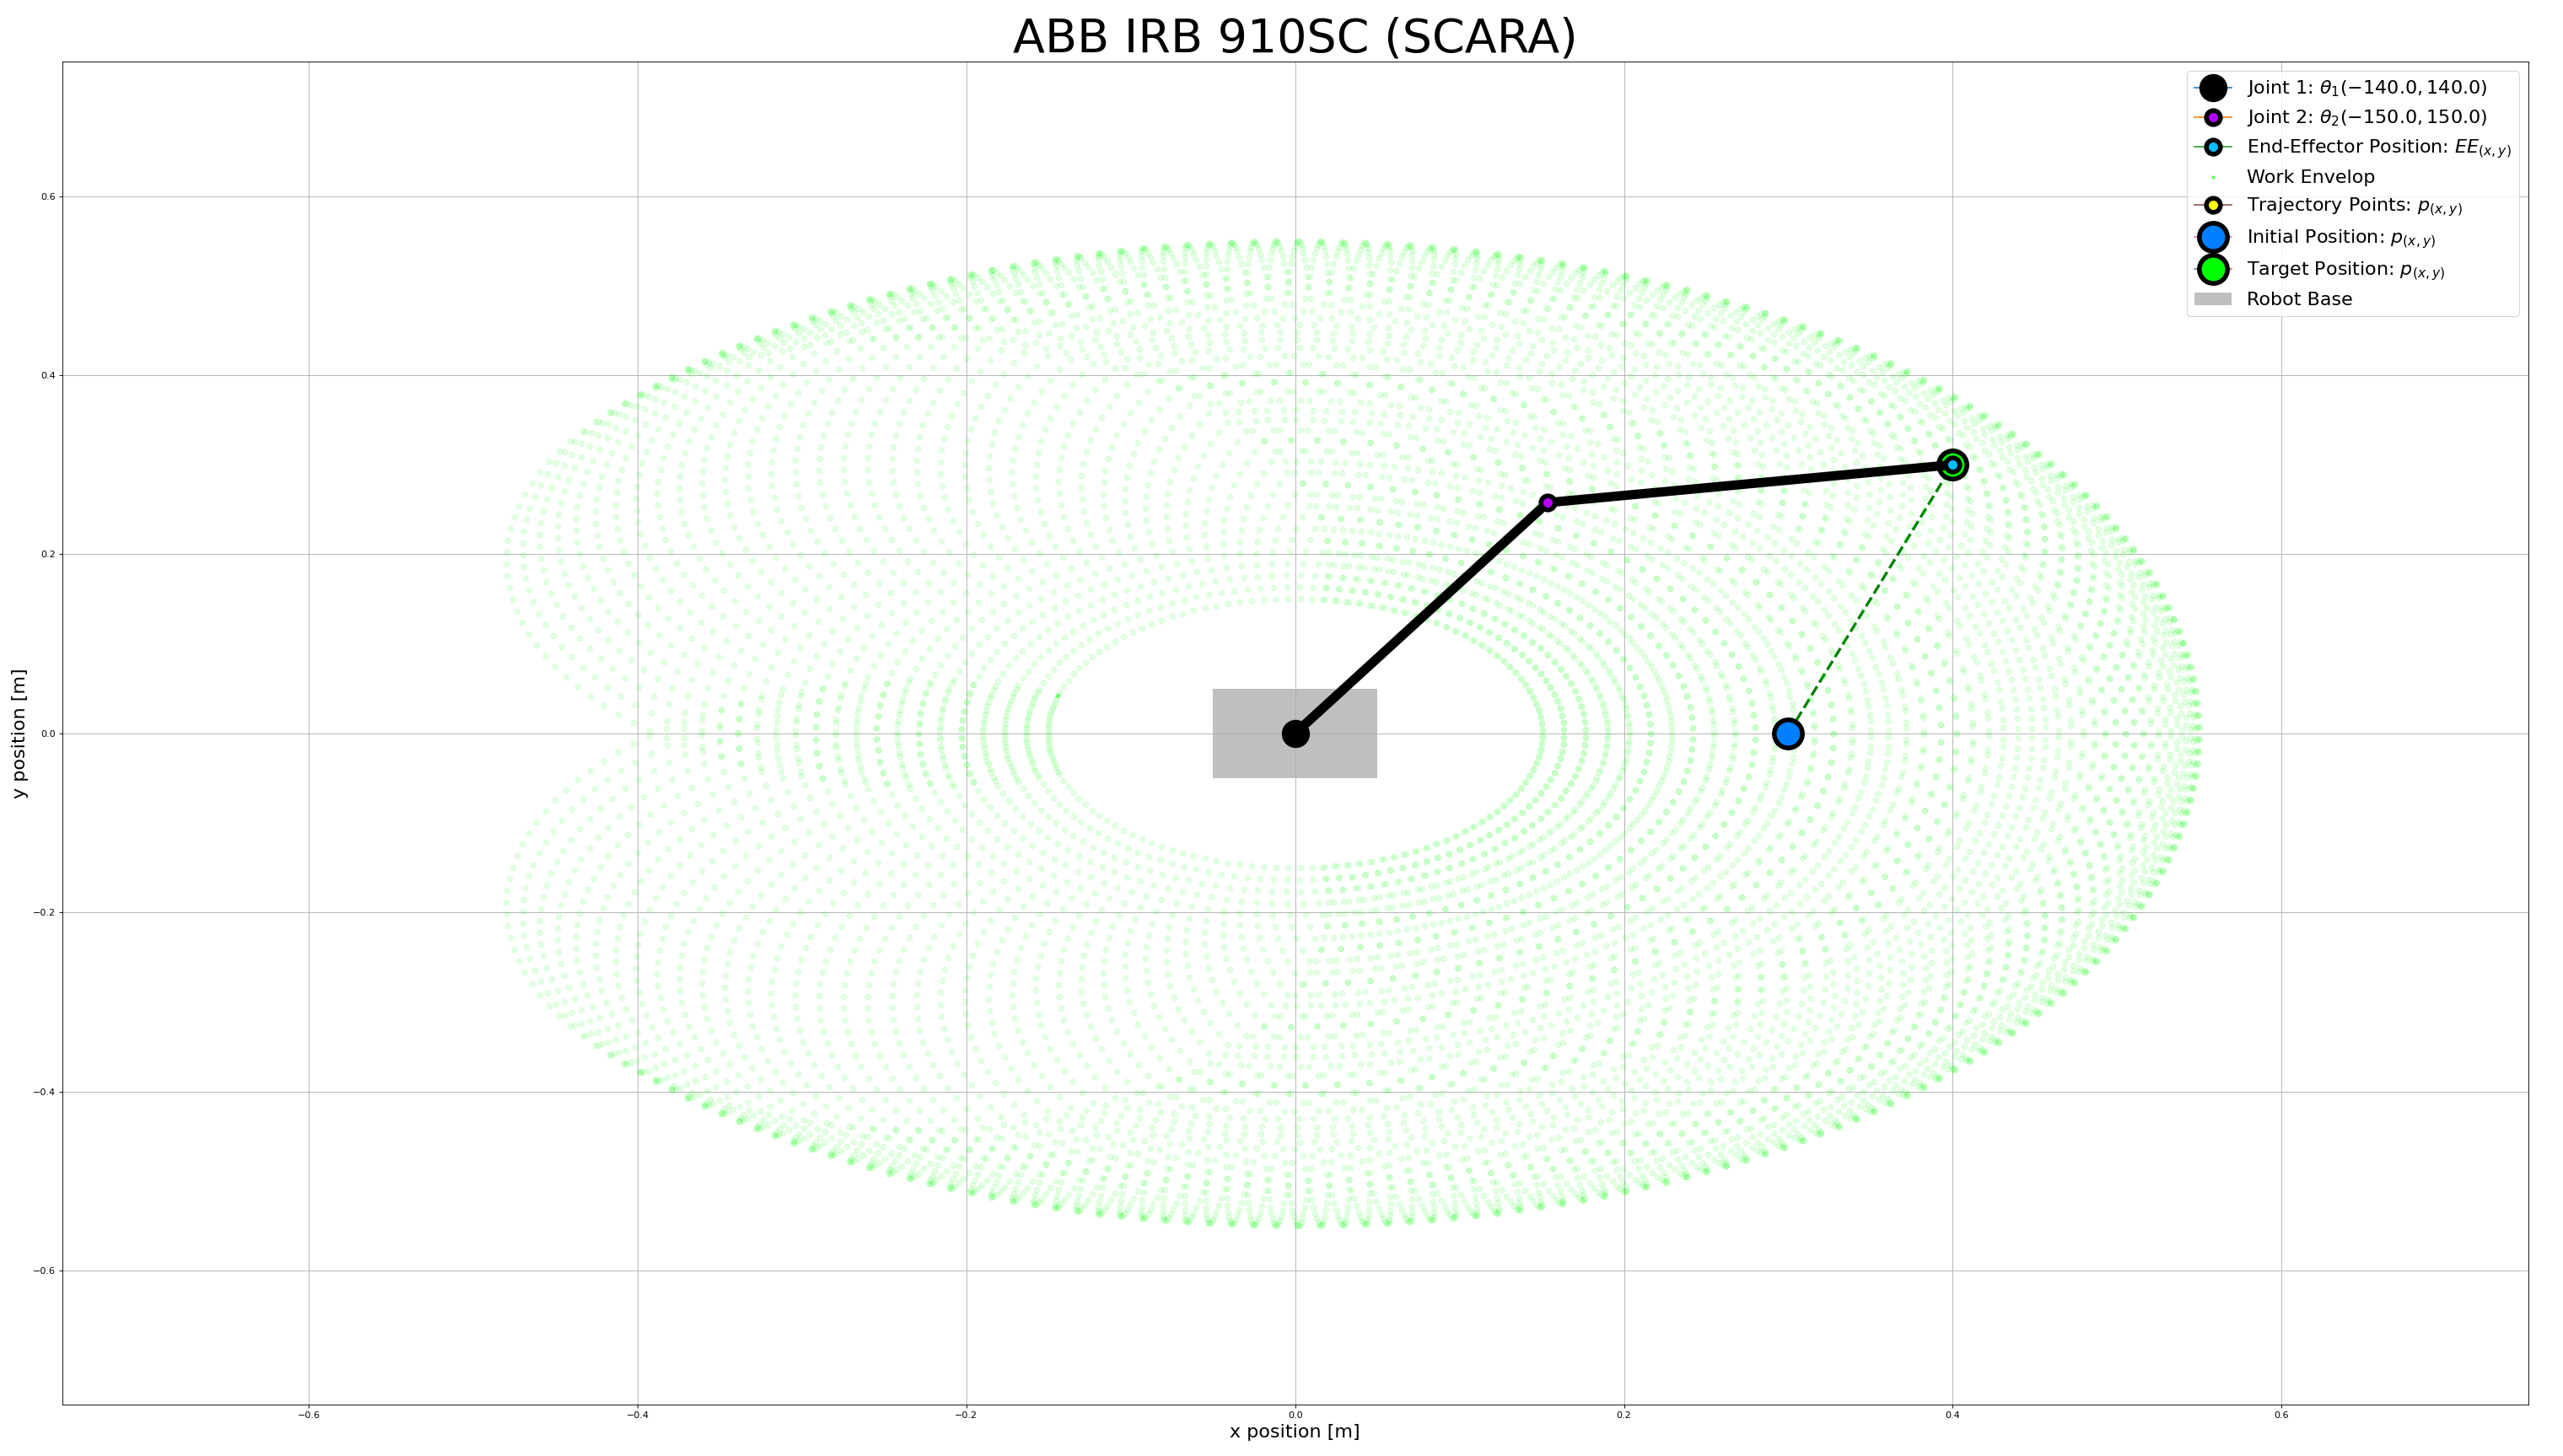 ABB IRB 910SC (SCARA)
Joint 1: θ₁(−140.0, 140.0)
Joint 2: θ₂(−150.0, 150.0)
End-Effector Position: EE₍ₓ, y₎
Work Envelop
Trajectory Points: p₍ₓ, y₎
Initial Position: p₍ₓ, y₎
Target Position: p₍ₓ, y₎
Robot Base
0.6
0.4
0.2
0.0
−0.2
−0.4
−0.6
y position [m]
−0.6 −0.4 −0.2 0.0 0.2 0.4 0.6
x position [m]